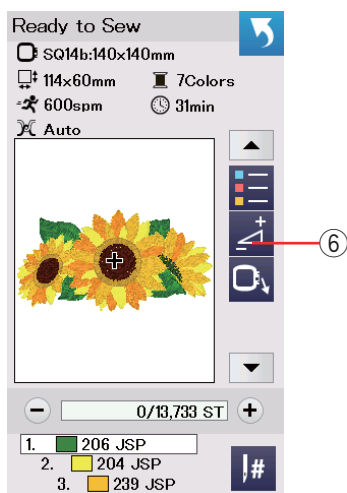 Ready to Sew
SQ14b:140x140mm
114x60mm 7Colors
600spm 31min
Auto
⑥
0/13,733 ST
1. 206 JSP
2. 204 JSP
3. 239 JSP
#